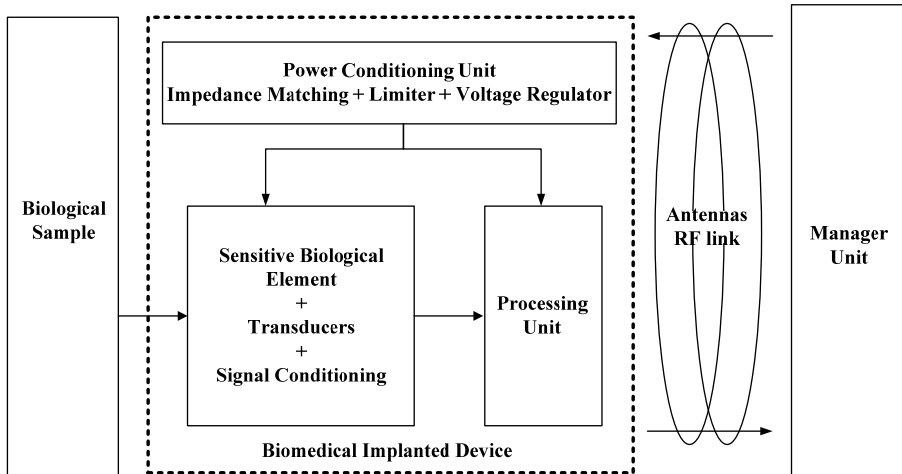 Power Conditioning Unit
Impedance Matching + Limiter + Voltage Regulator
Biological
Sample
Sensitive Biological
Element
+
Transducers
+
Signal Conditioning
Processing
Unit
Antennas
RF link
Manager
Unit
Biomedical Implanted Device